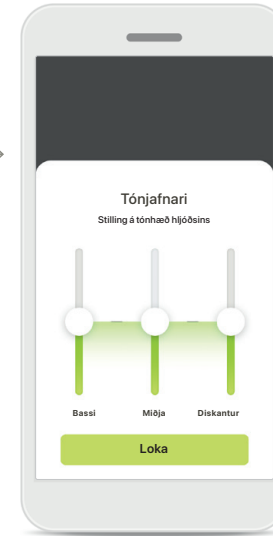 Tónjafnari
Stilling á tónhæð hljóðsins
Bassi Miðja Diskantur
Loka